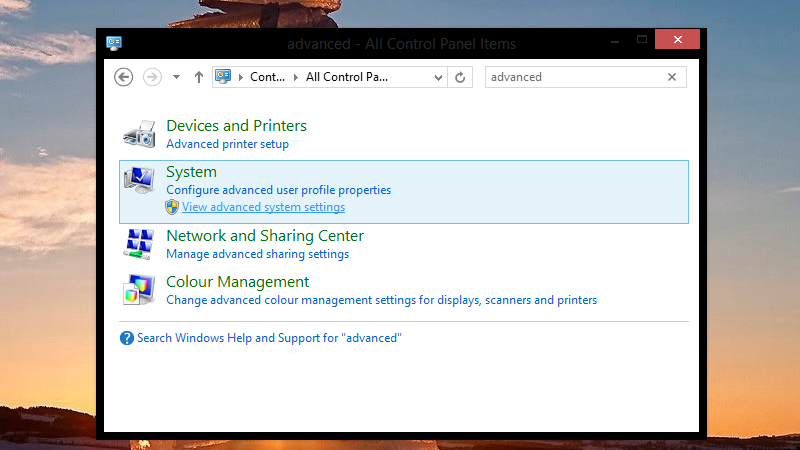 advanced - All Control Panel Items
Cont... All Control Pa...
advanced
Devices and Printers
Advanced printer setup
System
Configure advanced user profile properties
View advanced system settings
Network and Sharing Center
Manage advanced sharing settings
Colour Management
Change advanced colour management settings for displays, scanners and printers
Search Windows Help and Support for "advanced"